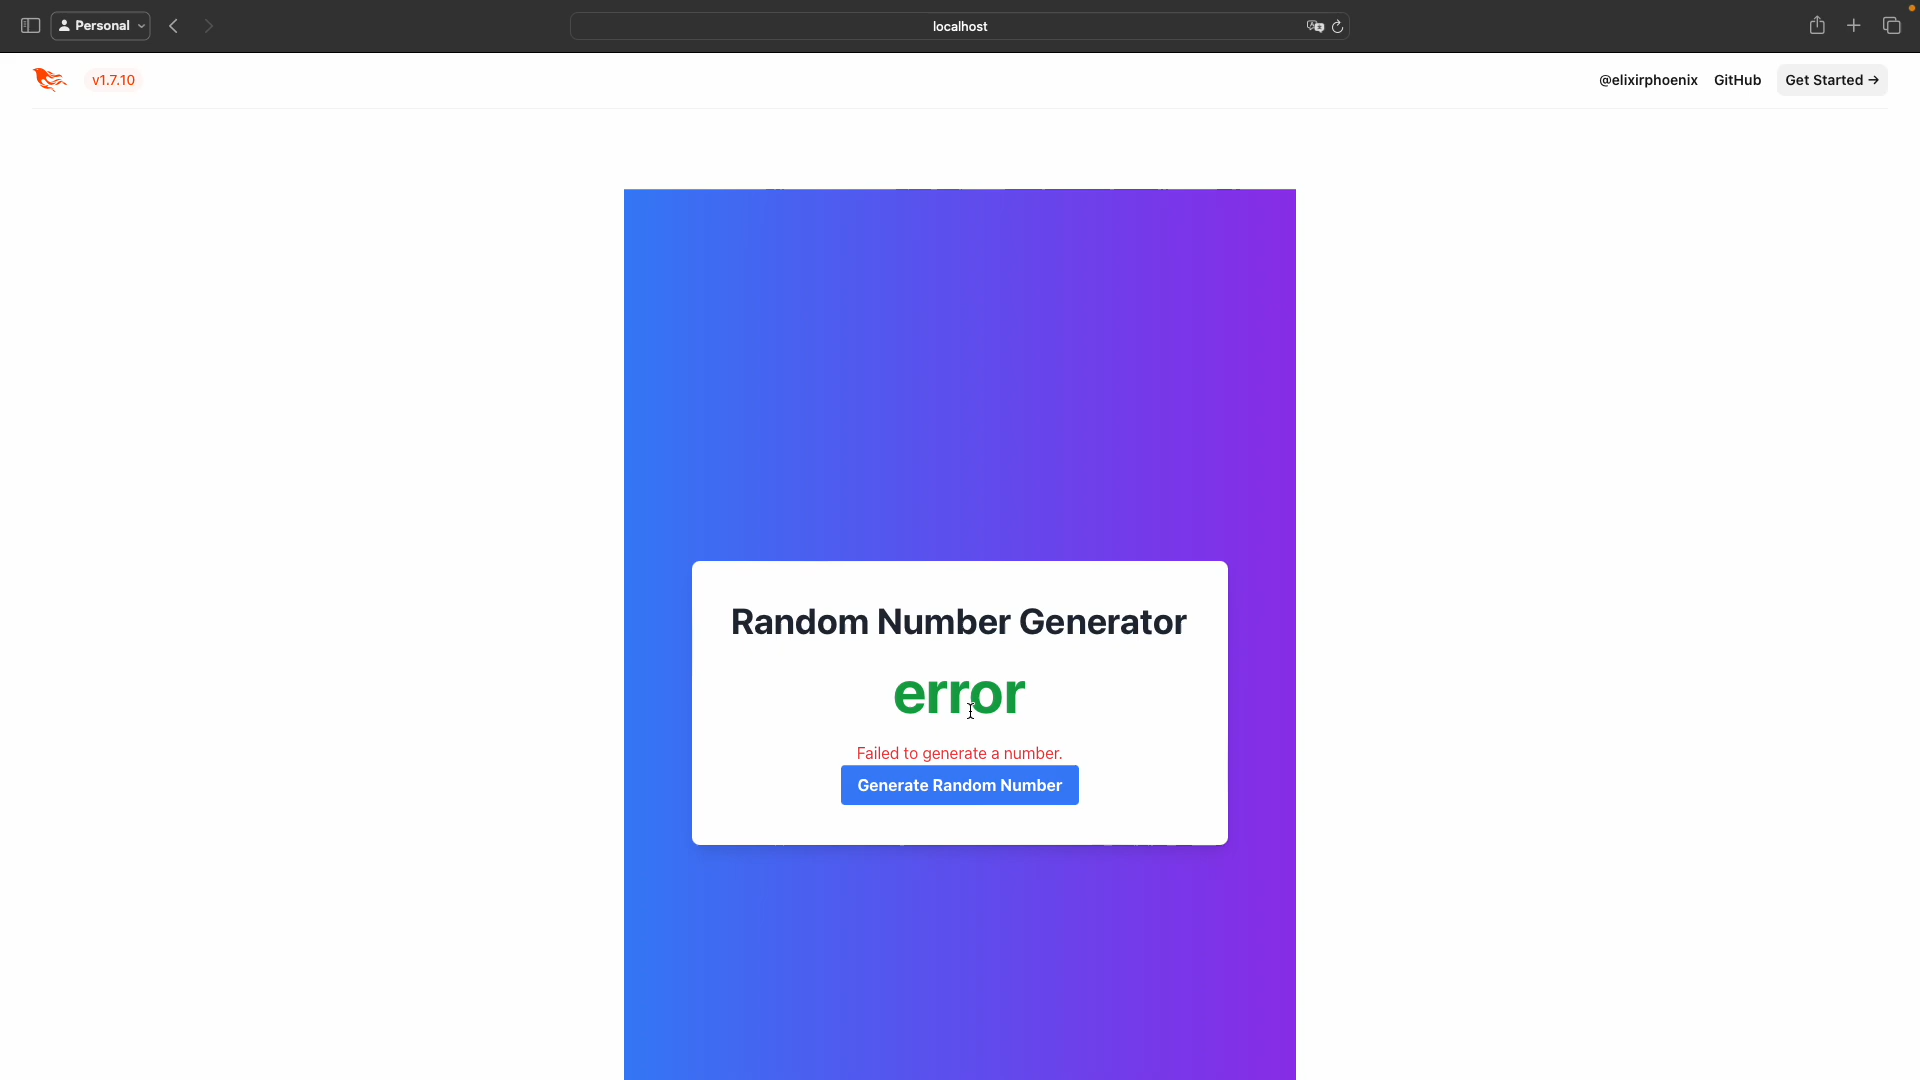 Personal
localhost
v1.7.10
@elixirphoenix
GitHub
Get Started →
Random Number Generator
error
Failed to generate a number.
Generate Random Number